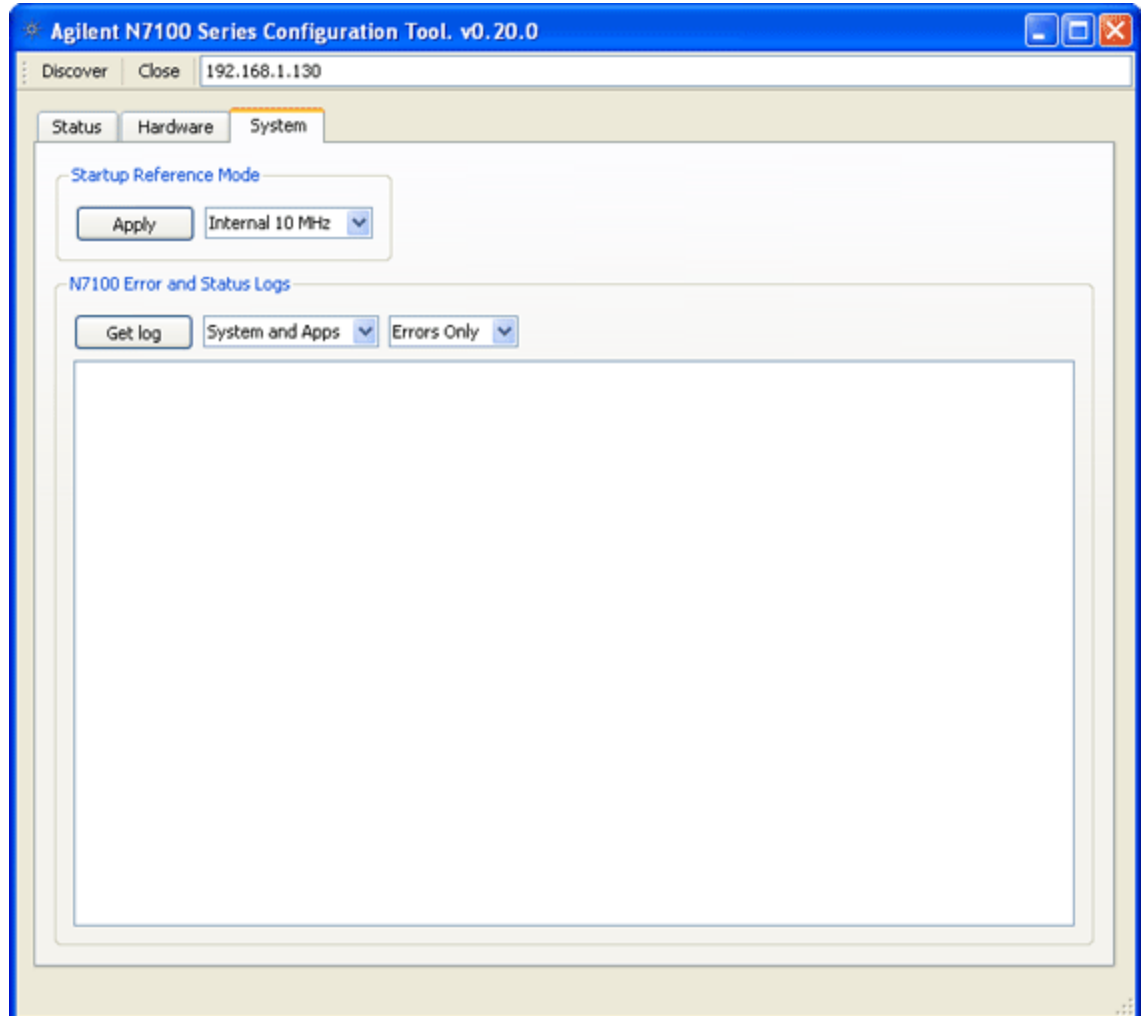 Agilent N7100 Series Configuration Tool. v0.20.0
Discover Close 192.168.1.130
Status Hardware System
Startup Reference Mode
Apply Internal 10 MHz
N7100 Error and Status Logs
Get log System and Apps Errors Only